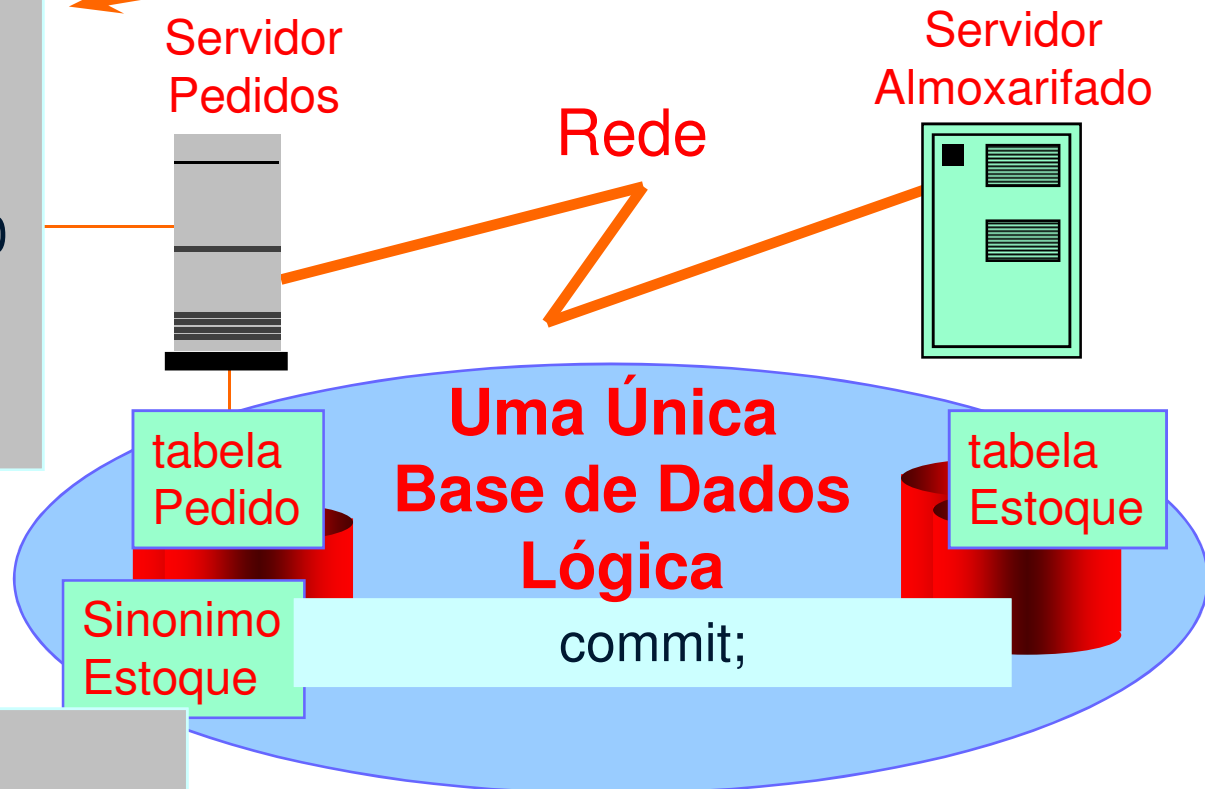 Servidor
Pedidos
Servidor
Almoxarifado
Rede
Uma Única
Base de Dados
Lógica
tabela
Pedido
tabela
Estoque
Sinonimo
Estoque
commit;